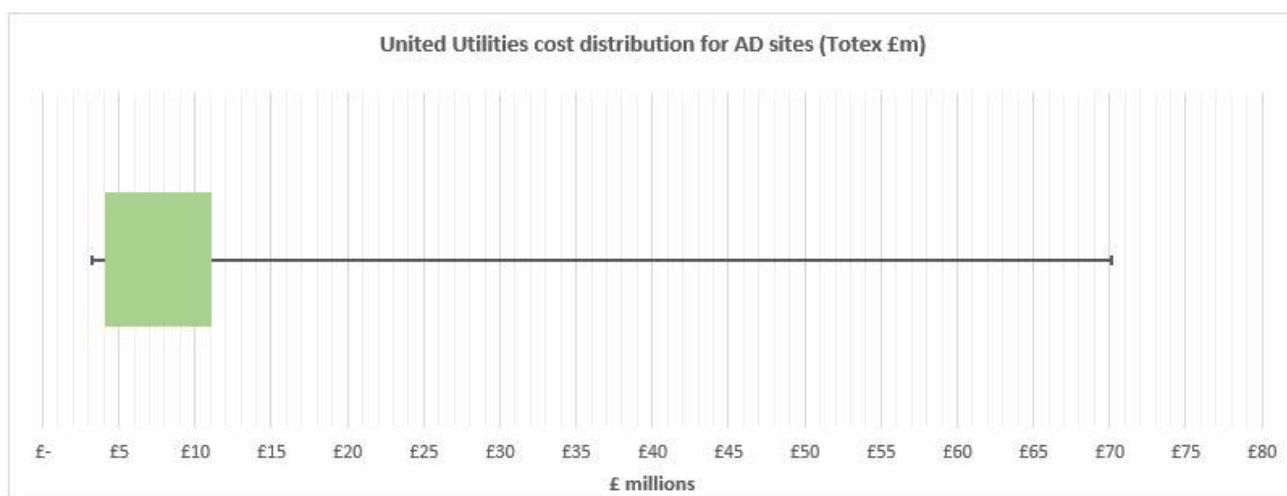 United Utilities cost distribution for AD sites (Totex £m)
£- £5 £10 £15 £20 £25 £30 £35 £40 £45 £50 £55 £60 £65 £70 £75 £80
£ millions